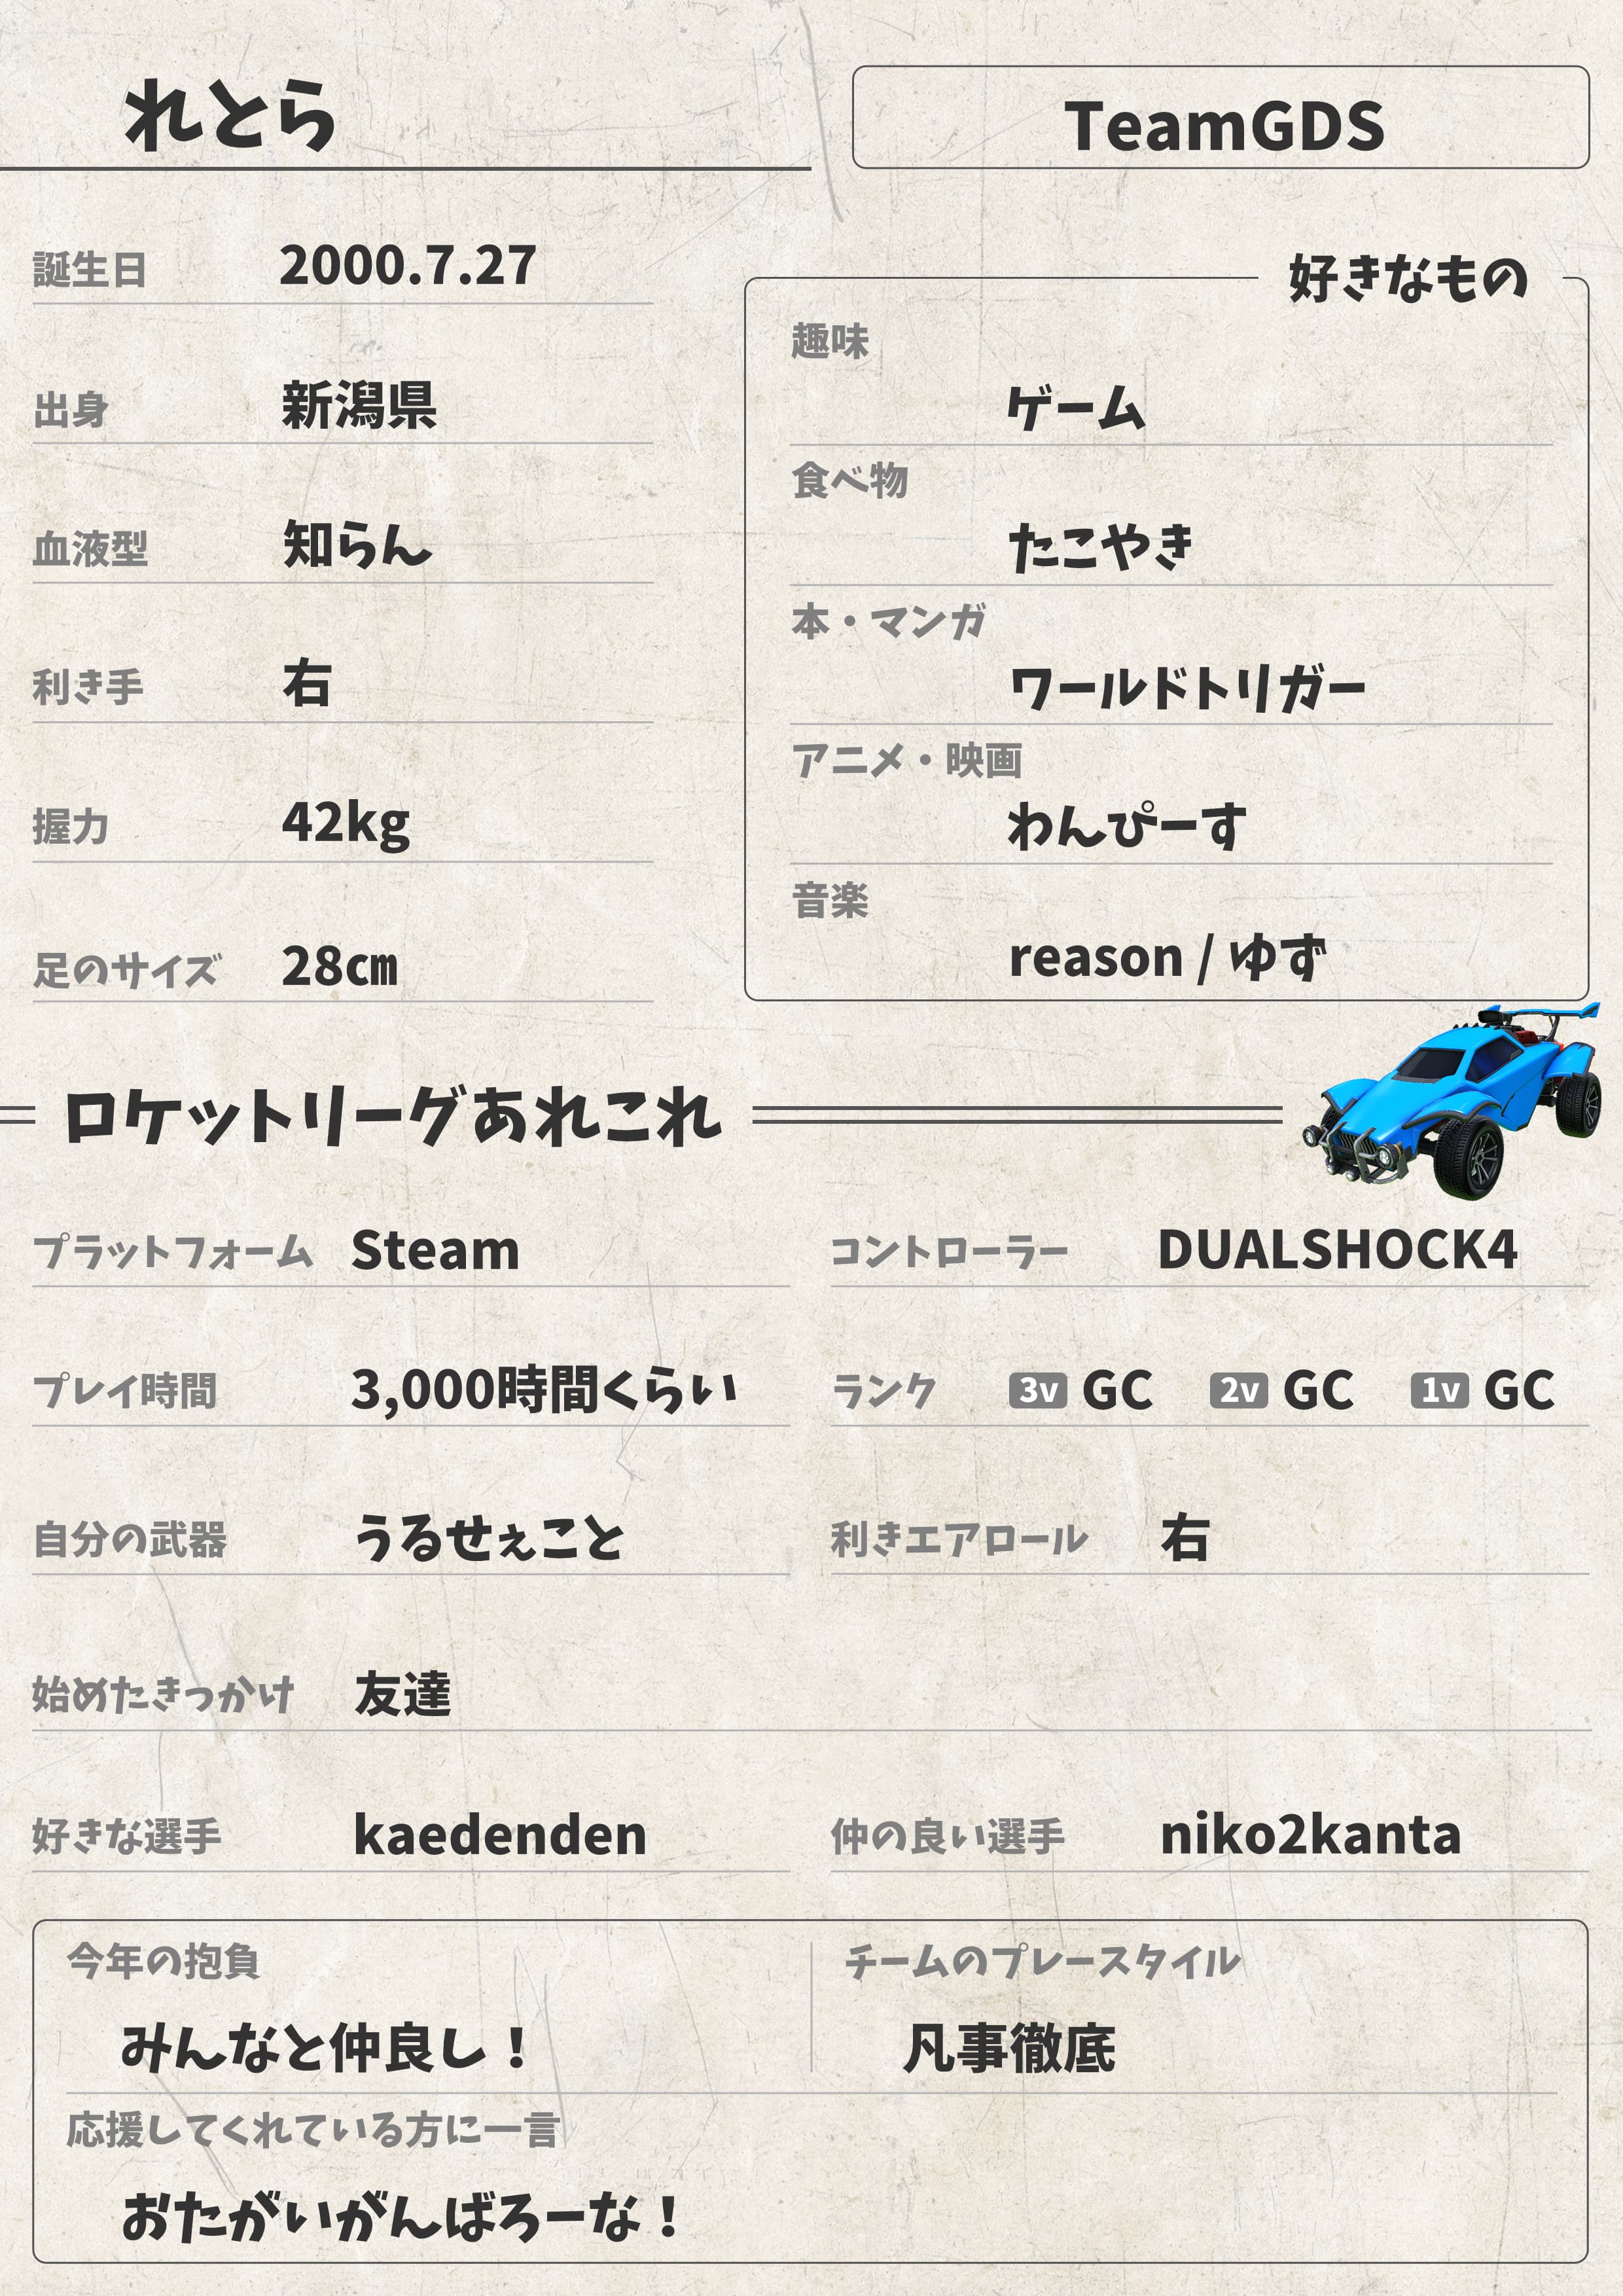 れとら
TeamGDS
誕生日 2000.7.27
出身 新潟県
血液型 知らん
利き手 右
握力 42kg
足のサイズ 28㎝
好きなもの
趣味
ゲーム
食べ物
たこやき
本・マンガ
ワールドトリガー
アニメ・映画
わんぴーす
音楽
reason / ゆず
ロケットリーグあれこれ
プラットフォーム Steam
コントローラー DUALSHOCK4
プレイ時間 3,000時間くらい
ランク 3v GC 2v GC 1v GC
自分の武器 うるせぇこと
利きエアロール 右
始めたきっかけ 友達
好きな選手 kaedenden
仲の良い選手 niko2kanta
今年の抱負
みんなと仲良し！
チームのプレースタイル
凡事徹底
応援してくれている方に一言
おたがいがんばろーな！